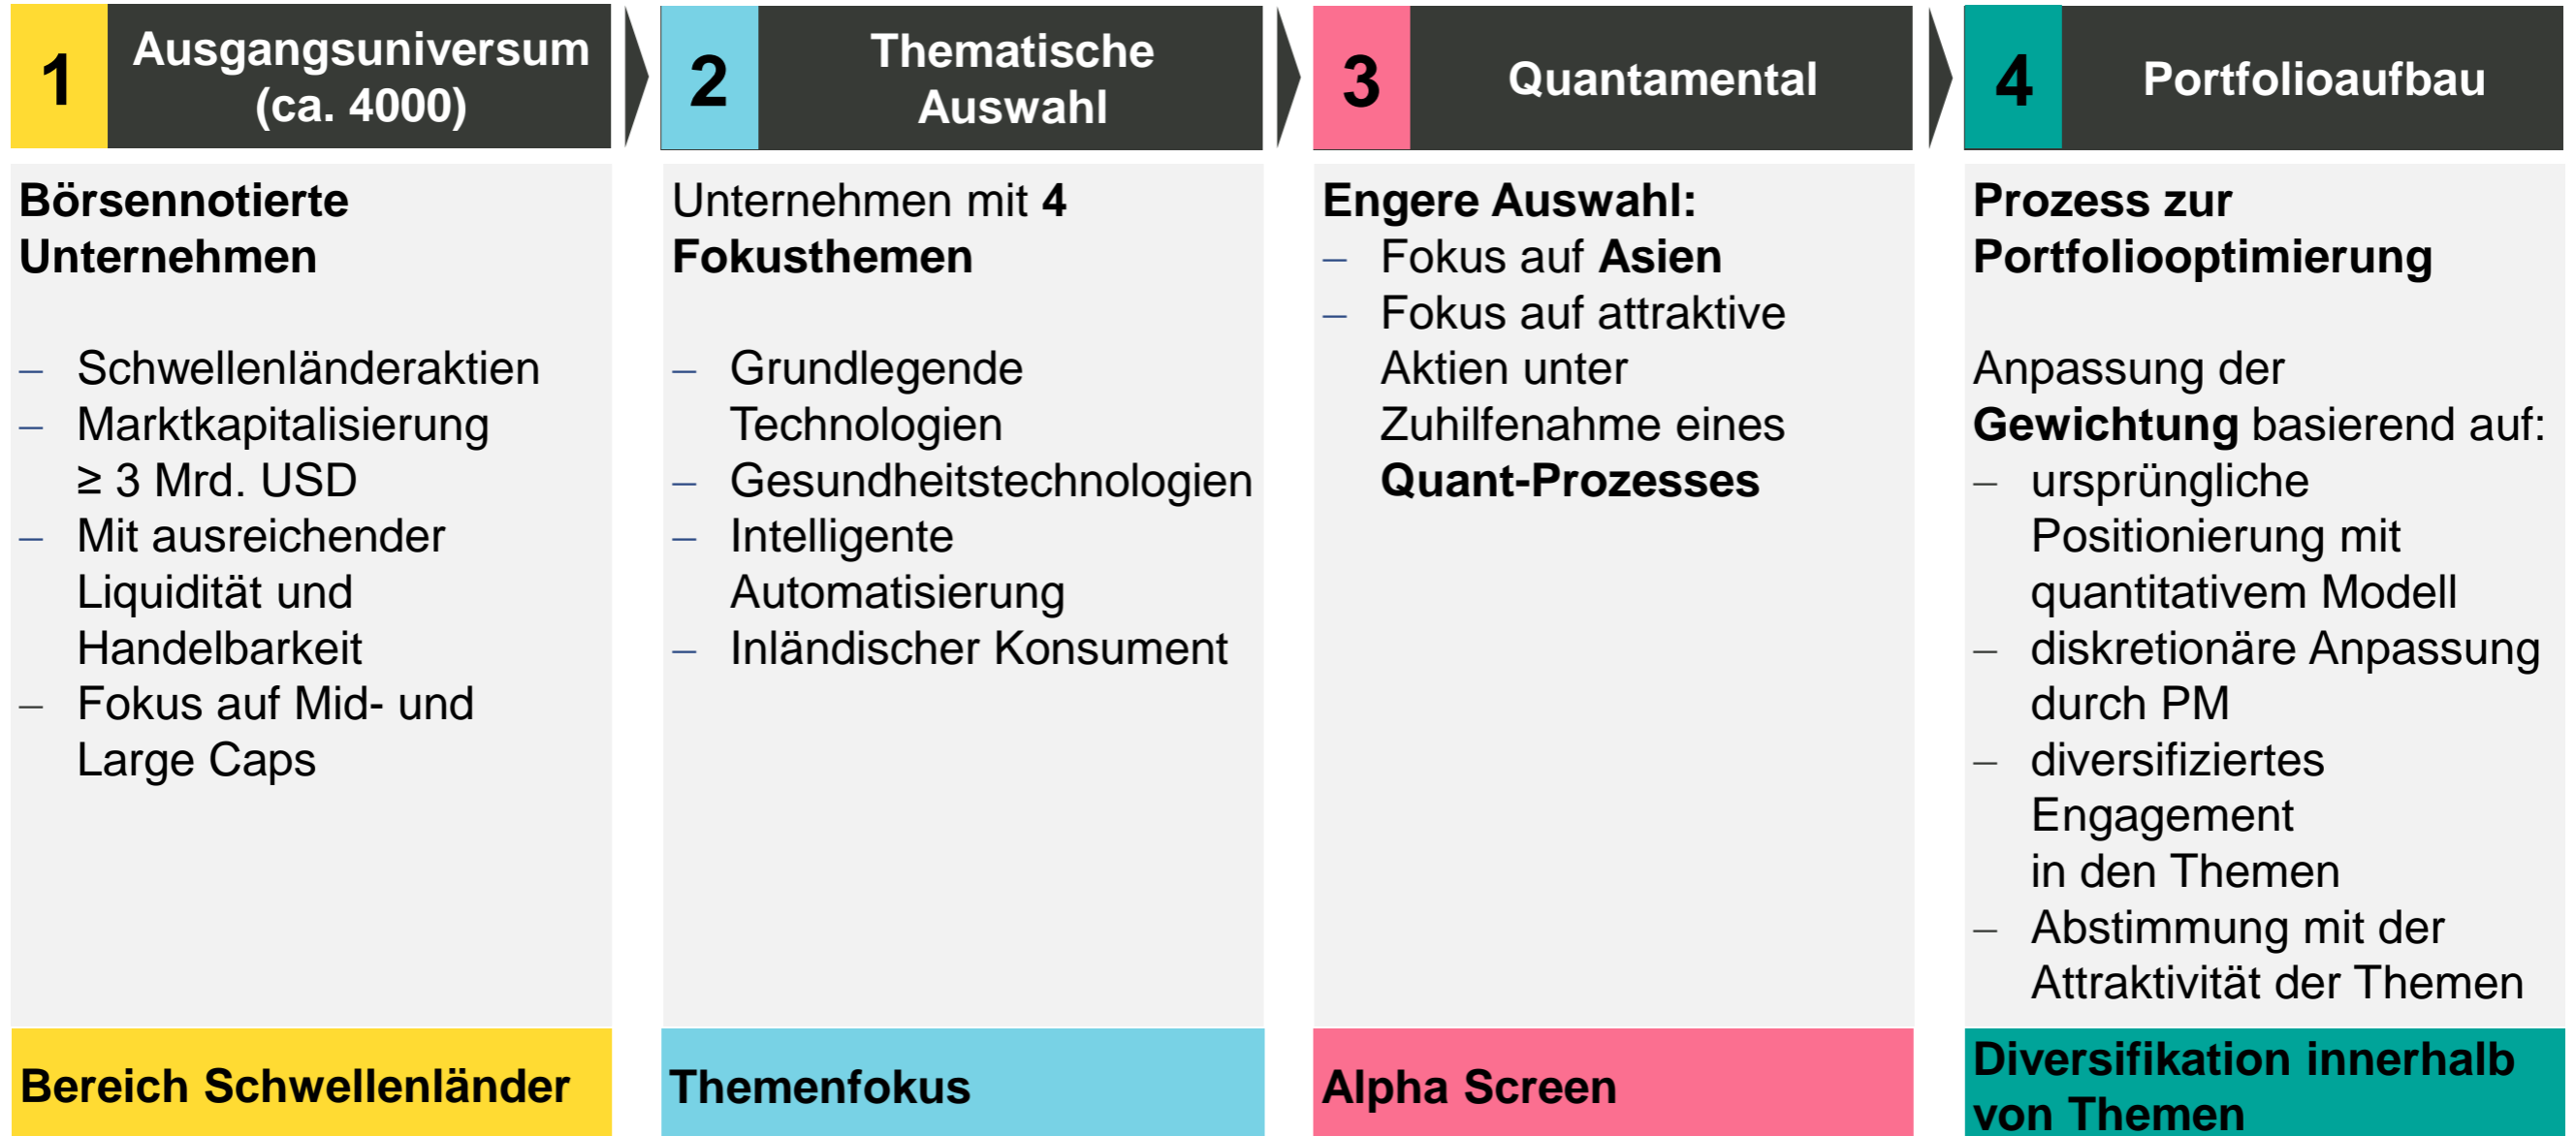 1
Ausgangsuniversum
(ca. 4000)
Börsennotierte
Unternehmen
– Schwellenländeraktien
– Marktkapitalisierung
≥ 3 Mrd. USD
– Mit ausreichender
Liquidität und
Handelbarkeit
– Fokus auf Mid- und
Large Caps
Bereich Schwellenländer
2
Thematische
Auswahl
Unternehmen mit 4
Fokusthemen
– Grundlegende
Technologien
– Gesundheitstechnologien
– Intelligente
Automatisierung
– Inländischer Konsument
Themenfokus
3
Quantamental
Engere Auswahl:
– Fokus auf Asien
– Fokus auf attraktive
Aktien unter
Zuhilfenahme eines
Quant-Prozesses
Alpha Screen
4
Portfolioaufbau
Prozess zur
Portfoliooptimierung
Anpassung der
Gewichtung basierend auf:
– ursprüngliche
Positionierung mit
quantitativem Modell
– diskretionäre Anpassung
durch PM
– diversifiziertes
Engagement
in den Themen
– Abstimmung mit der
Attraktivität der Themen
Diversifikation innerhalb
von Themen